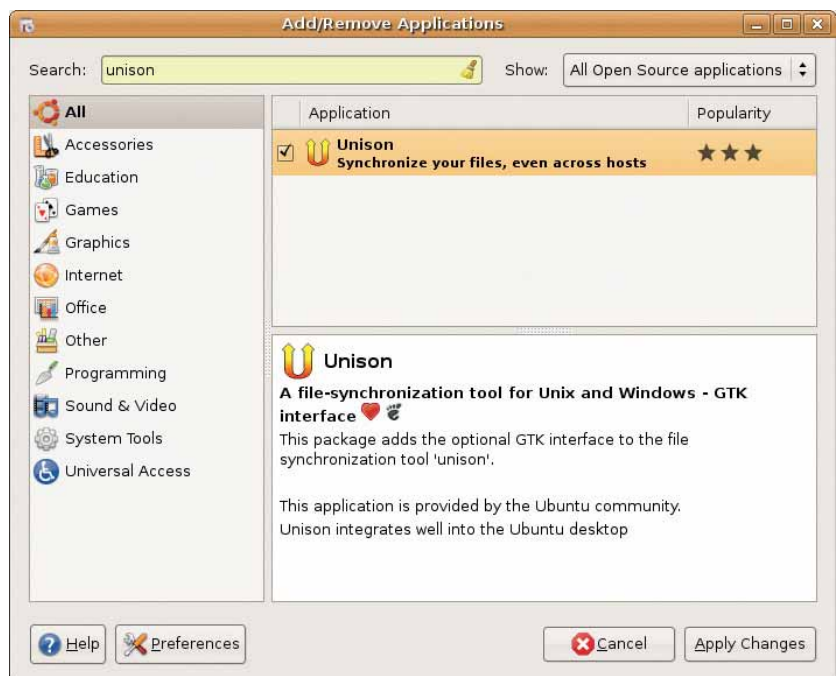 Add/Remove Applications
Search: unison Show: All Open Source applications
All
Accessories
Education
Games
Graphics
Internet
Office
Other
Programming
Sound & Video
System Tools
Universal Access
Application Popularity
Unison
Synchronize your files, even across hosts
Unison
A file-synchronization tool for Unix and Windows - GTK
interface
This package adds the optional GTK interface to the file
synchronization tool 'unison'.
This application is provided by the Ubuntu community.
Unison integrates well into the Ubuntu desktop
Help Preferences Cancel Apply Changes